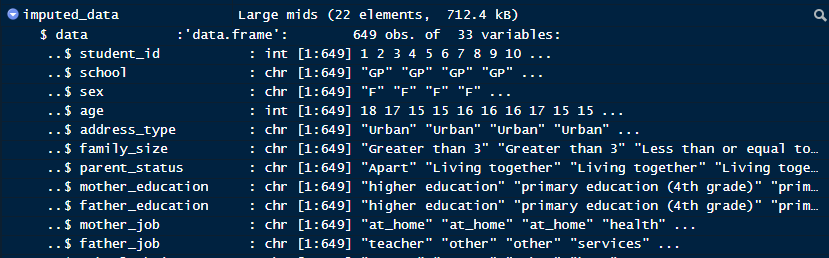 imputed_data Large mids (22 elements, 712.4 kB)
$ data :'data.frame': 649 obs. of 33 variables:
..$ student_id : int [1:649] 1 2 3 4 5 6 7 8 9 10 ...
..$ school : chr [1:649] "GP" "GP" "GP" "GP" ...
..$ sex : chr [1:649] "F" "F" "F" "F" ...
..$ age : int [1:649] 18 17 15 15 16 16 16 17 15 15 ...
..$ address_type : chr [1:649] "Urban" "Urban" "Urban" "Urban" ...
..$ family_size : chr [1:649] "Greater than 3" "Greater than 3" "Less than or equal to…
..$ parent_status : chr [1:649] "Apart" "Living together" "Living together" "Living toge…
..$ mother_education : chr [1:649] "higher education" "primary education (4th grade)" "prim…
..$ father_education : chr [1:649] "higher education" "primary education (4th grade)" "prim…
..$ mother_job : chr [1:649] "at_home" "at_home" "at_home" "health" ...
..$ father_job : chr [1:649] "teacher" "other" "other" "services" ...